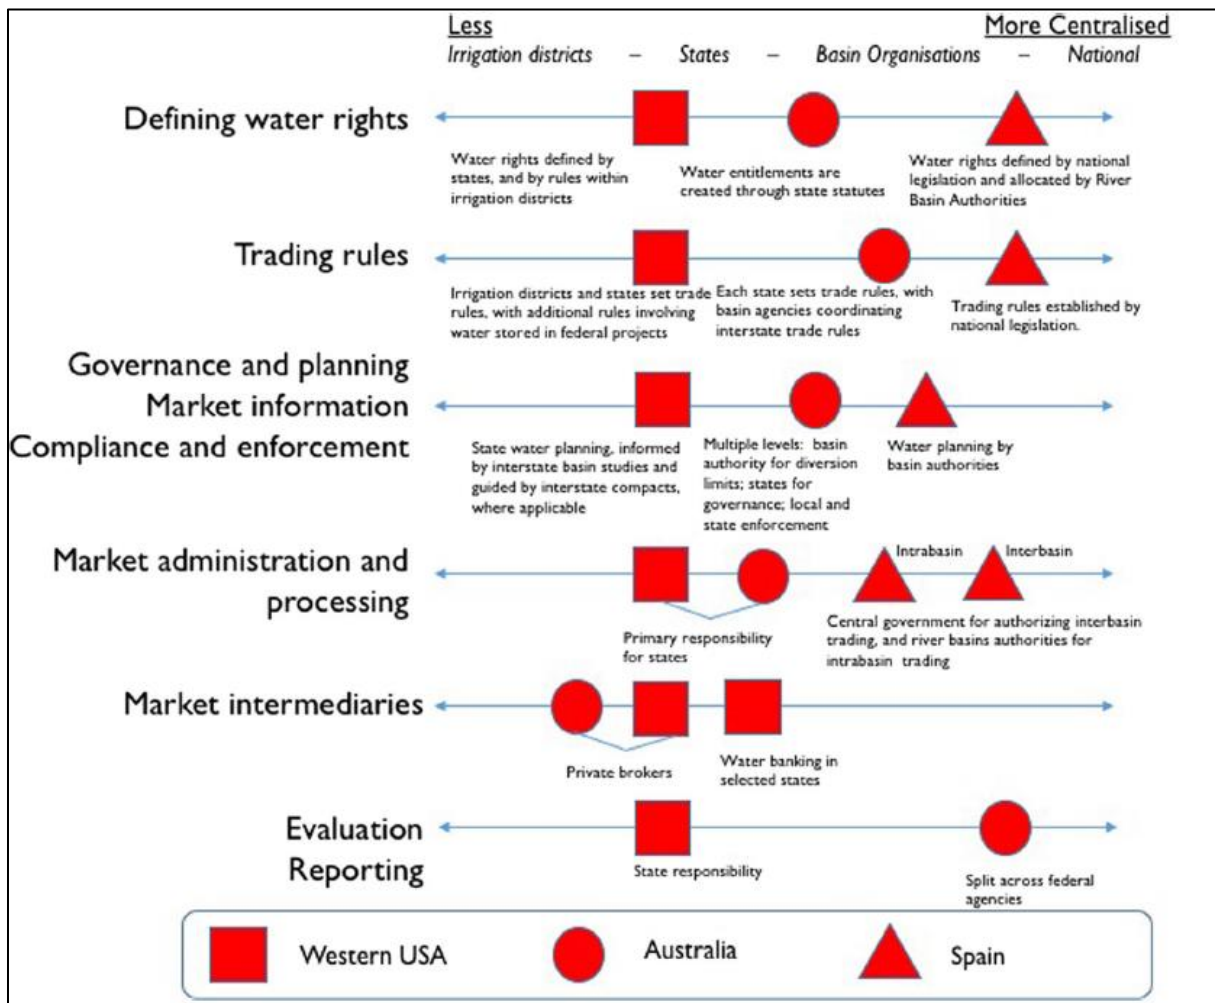 Less
More Centralised
Irrigation districts – States – Basin Organisations – National
Defining water rights
Water rights defined by
states, and by rules within
irrigation districts
Water entitlements are
created through state statutes
Water rights defined by national
legislation and allocated by River
Basin Authorities
Trading rules
Irrigation districts and states set trade
rules, with additional rules involving
water stored in federal projects
Each state sets trade rules, with
basin agencies coordinating
interstate trade rules
Trading rules established by
national legislation.
Governance and planning
Market information
Compliance and enforcement
State water planning, informed
by interstate basin studies and
guided by interstate compacts,
where applicable
Multiple levels: basin
authority for diversion
limits; states for
governance; local and
state enforcement
Water planning by
basin authorities
Market administration and
processing
Intrabasin
Interbasin
Primary responsibility
for states
Central government for authorizing interbasin
trading, and river basins authorities for
intrabasin trading
Market intermediaries
Private brokers
Water banking in
selected states
Evaluation
Reporting
State responsibility
Split across federal
agencies
Western USA
Australia
Spain